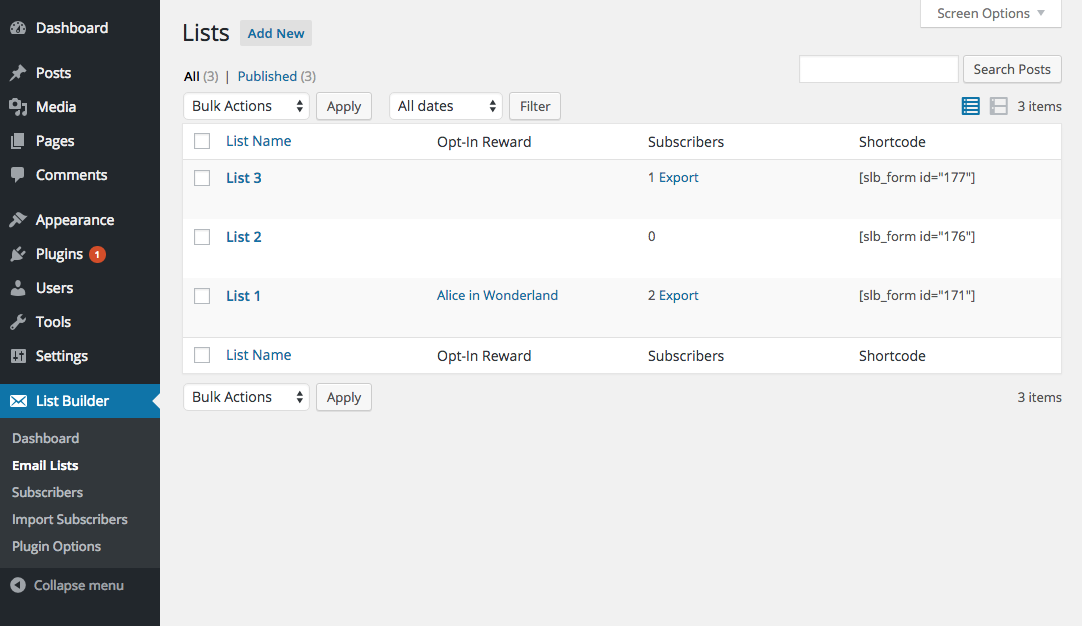 Dashboard
Posts
Media
Pages
Comments
Appearance
Plugins 1
Users
Tools
Settings
List Builder
Dashboard
Email Lists
Subscribers
Import Subscribers
Plugin Options
Collapse menu
Screen Options
Lists Add New
All (3) | Published (3)
Search Posts
Bulk Actions Apply All dates Filter 3 items
List Name Opt-In Reward Subscribers Shortcode
List 3 1 Export [slb_form id="177"]
List 2 0 [slb_form id="176"]
List 1 Alice in Wonderland 2 Export [slb_form id="171"]
List Name Opt-In Reward Subscribers Shortcode
Bulk Actions Apply 3 items